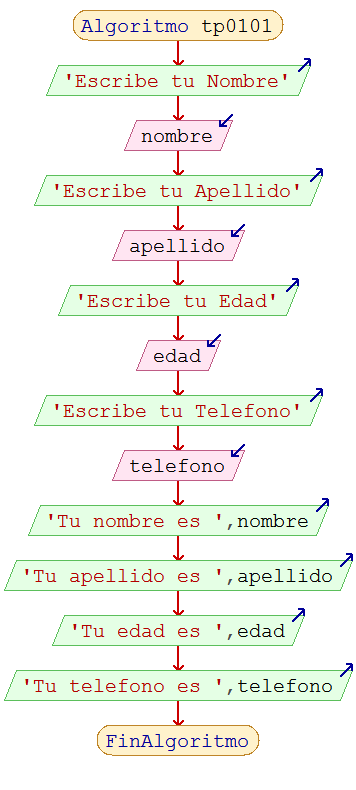 Algoritmo tp0101
'Escribe tu Nombre'
nombre
'Escribe tu Apellido'
apellido
'Escribe tu Edad'
edad
'Escribe tu Telefono'
telefono
'Tu nombre es ',nombre
'Tu apellido es ',apellido
'Tu edad es ',edad
'Tu telefono es ',telefono
FinAlgoritmo